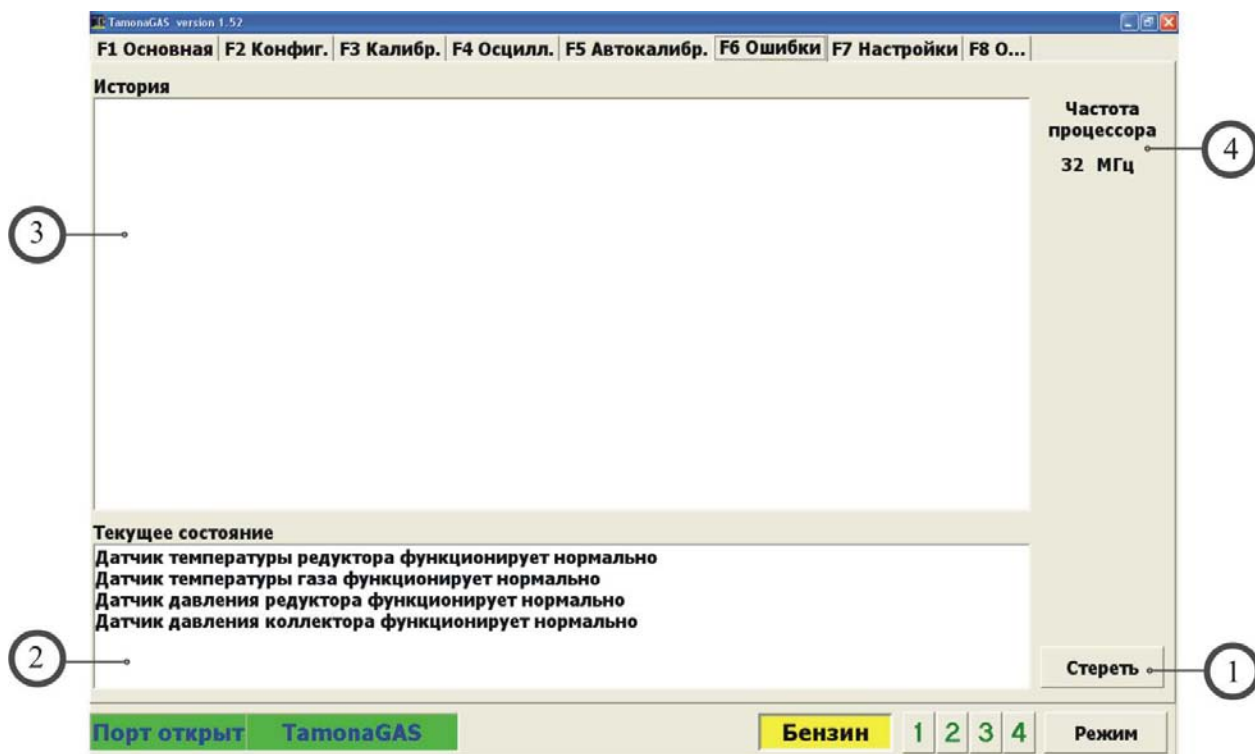 TamonaGAS version 1.52
F1 Основная F2 Конфиг. F3 Калибр. F4 Осцилл. F5 Автокалибр. F6 Ошибки F7 Настройки F8 О...
История
Частота
процессора
4
32 МГц
3
Текущее состояние
Датчик температуры редуктора функционирует нормально
Датчик температуры газа функционирует нормально
Датчик давления редуктора функционирует нормально
Датчик давления коллектора функционирует нормально
2
Стереть
1
Порт открыт TamonaGAS Бензин 1 2 3 4 Режим